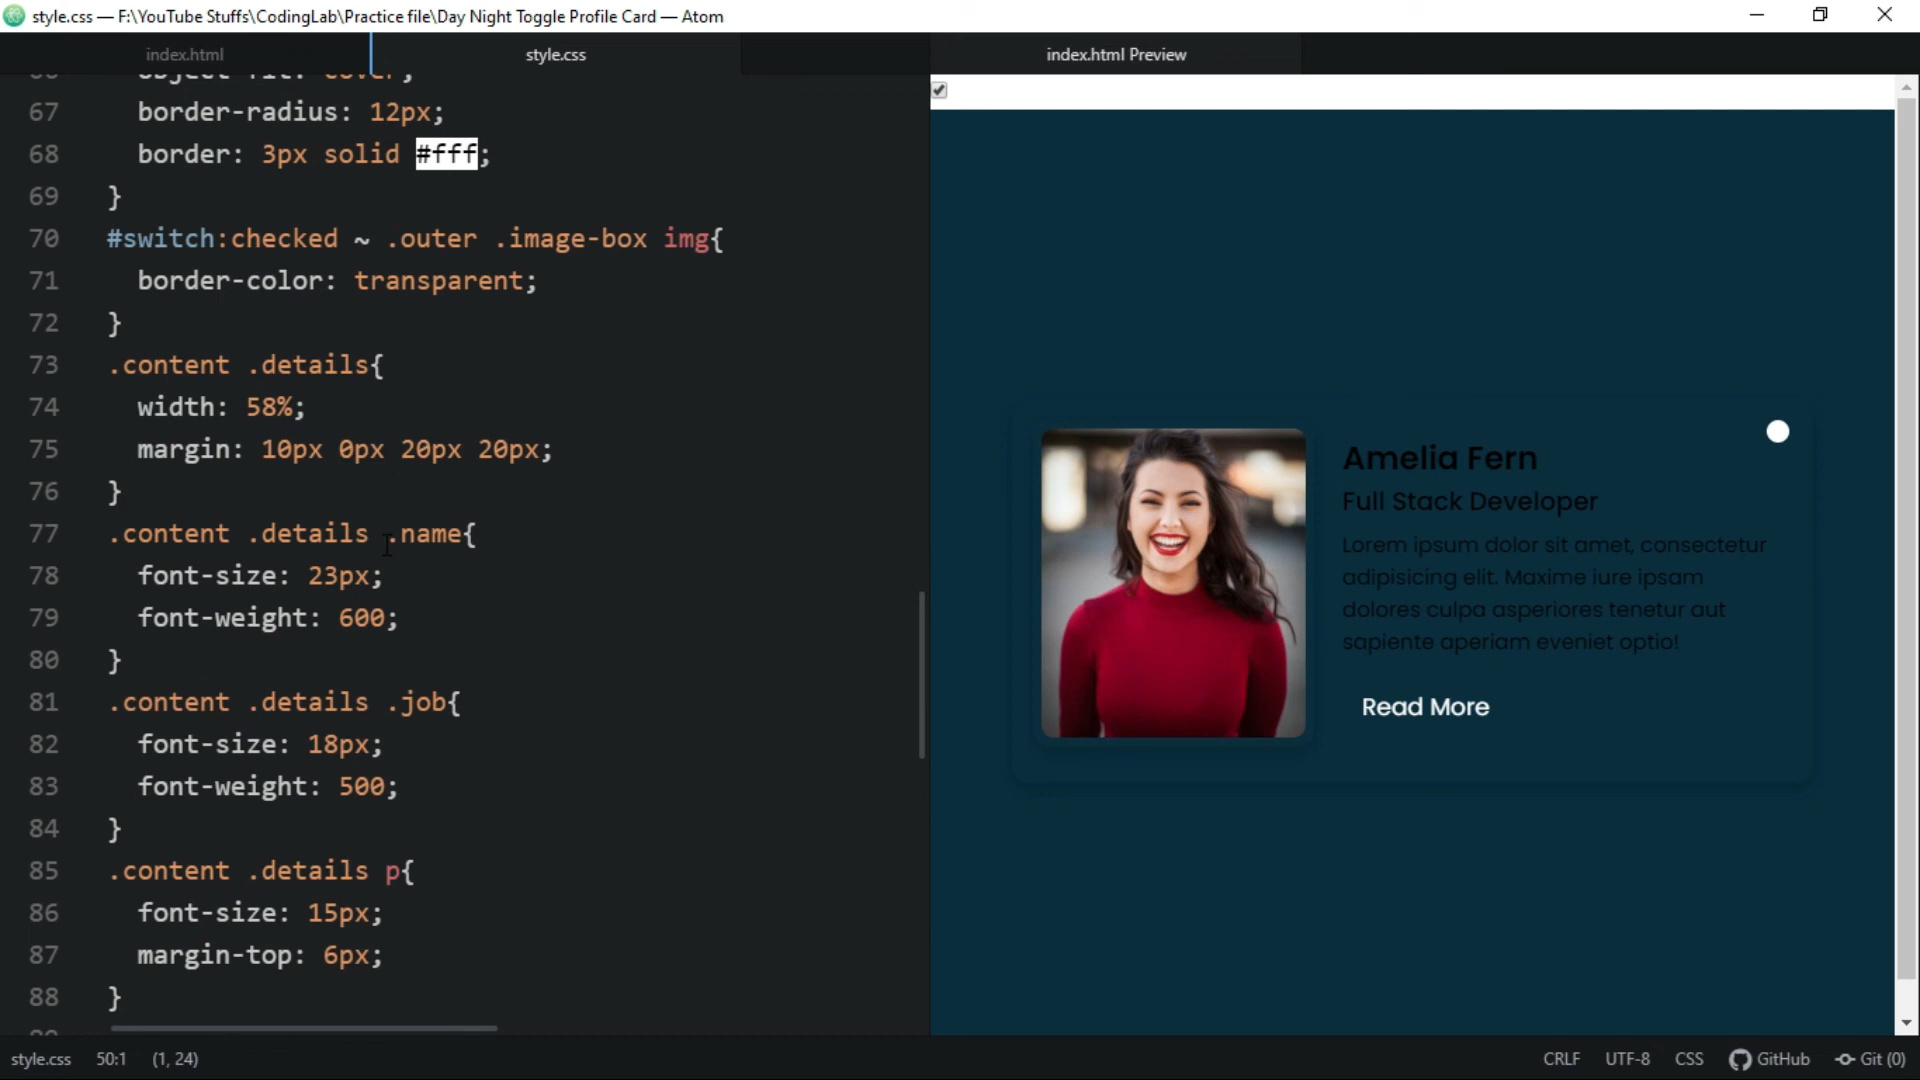 style.css — F:\YouTube Stuffs\CodingLab\Practice file\Day Night Toggle Profile Card — Atom
index.html
style.css
index.html Preview
object-fit: cover;
67 border-radius: 12px;
68 border: 3px solid #fff;
69 }
70 #switch:checked ~ .outer .image-box img{
71 border-color: transparent;
72 }
73 .content .details{
74 width: 58%;
75 margin: 10px 0px 20px 20px;
76 }
77 .content .details .name{
78 font-size: 23px;
79 font-weight: 600;
80 }
81 .content .details .job{
82 font-size: 18px;
83 font-weight: 500;
84 }
85 .content .details p{
86 font-size: 15px;
87 margin-top: 6px;
88 }
Amelia Fern
Full Stack Developer
Lorem ipsum dolor sit amet, consectetur
adipisicing elit. Maxime iure ipsam
dolores culpa asperiores tenetur aut
sapiente aperiam eveniet optio!
Read More
style.css 50:1 (1, 24)
CRLF UTF-8 CSS GitHub Git (0)